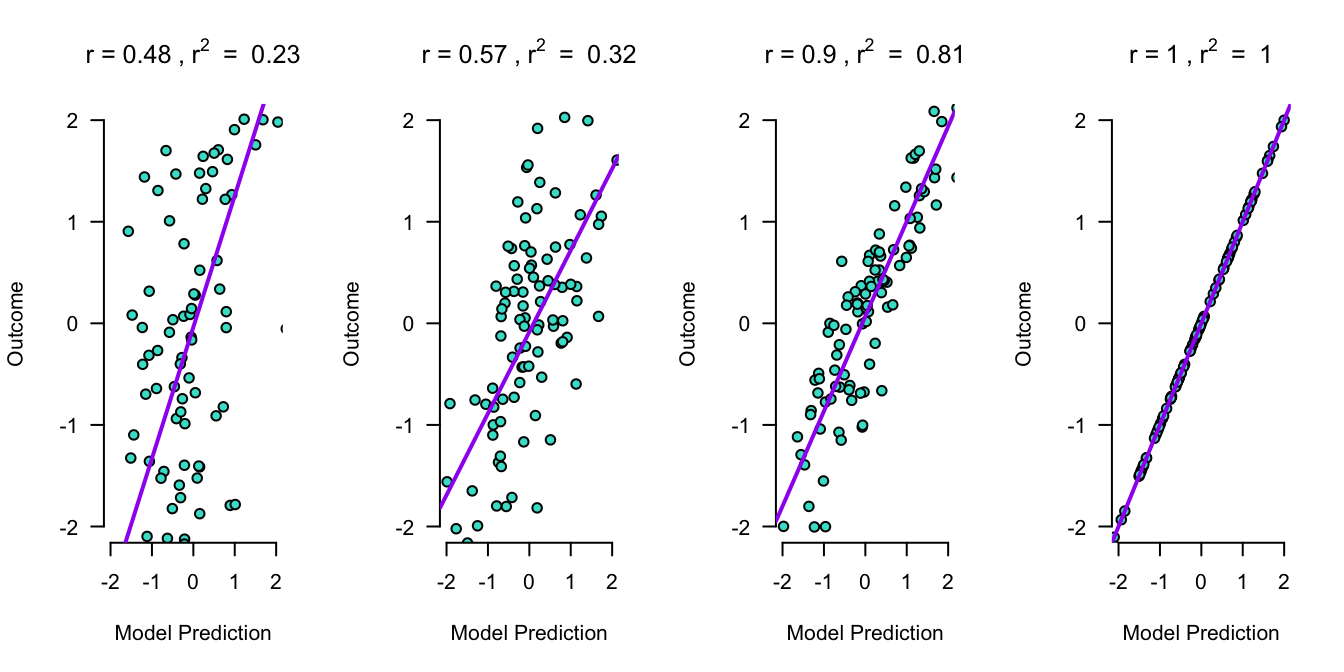 r = 0.48 , r² = 0.23
2
1
0
-1
-2
Outcome
-2 -1 0 1 2
Model Prediction
r = 0.57 , r² = 0.32
2
1
0
-1
-2
Outcome
-2 -1 0 1 2
Model Prediction
r = 0.9 , r² = 0.81
2
1
0
-1
-2
Outcome
-2 -1 0 1 2
Model Prediction
r = 1 , r² = 1
2
1
0
-1
-2
Outcome
-2 -1 0 1 2
Model Prediction